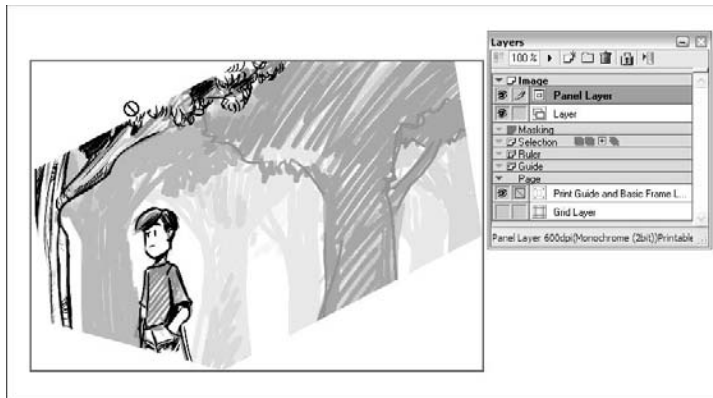 Layers
100 %
Image
Panel Layer
Layer
Masking
Selection
Ruler
Guide
Page
Print Guide and Basic Frame L...
Grid Layer
Panel Layer 600dpi(Monochrome (2bit))Printable